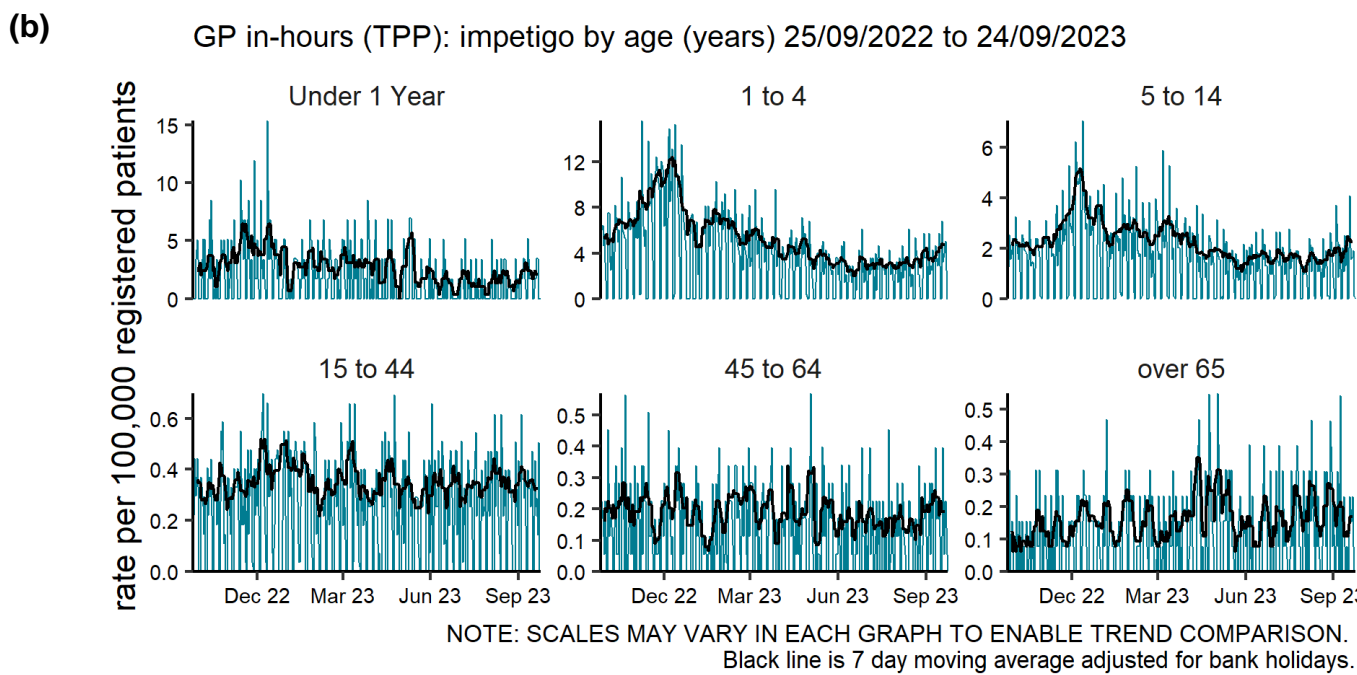 (b)
GP in-hours (TPP): impetigo by age (years) 25/09/2022 to 24/09/2023
rate per 100,000 registered patients
Under 1 Year
15
10
5
0
1 to 4
12
8
4
0
5 to 14
6
4
2
0
15 to 44
0.6
0.4
0.2
0.0
Dec 22 Mar 23 Jun 23 Sep 23
45 to 64
0.5
0.4
0.3
0.2
0.1
0.0
Dec 22 Mar 23 Jun 23 Sep 23
over 65
0.5
0.4
0.3
0.2
0.1
0.0
Dec 22 Mar 23 Jun 23 Sep
NOTE: SCALES MAY VARY IN EACH GRAPH TO ENABLE TREND COMPARISON.
Black line is 7 day moving average adjusted for bank holidays.